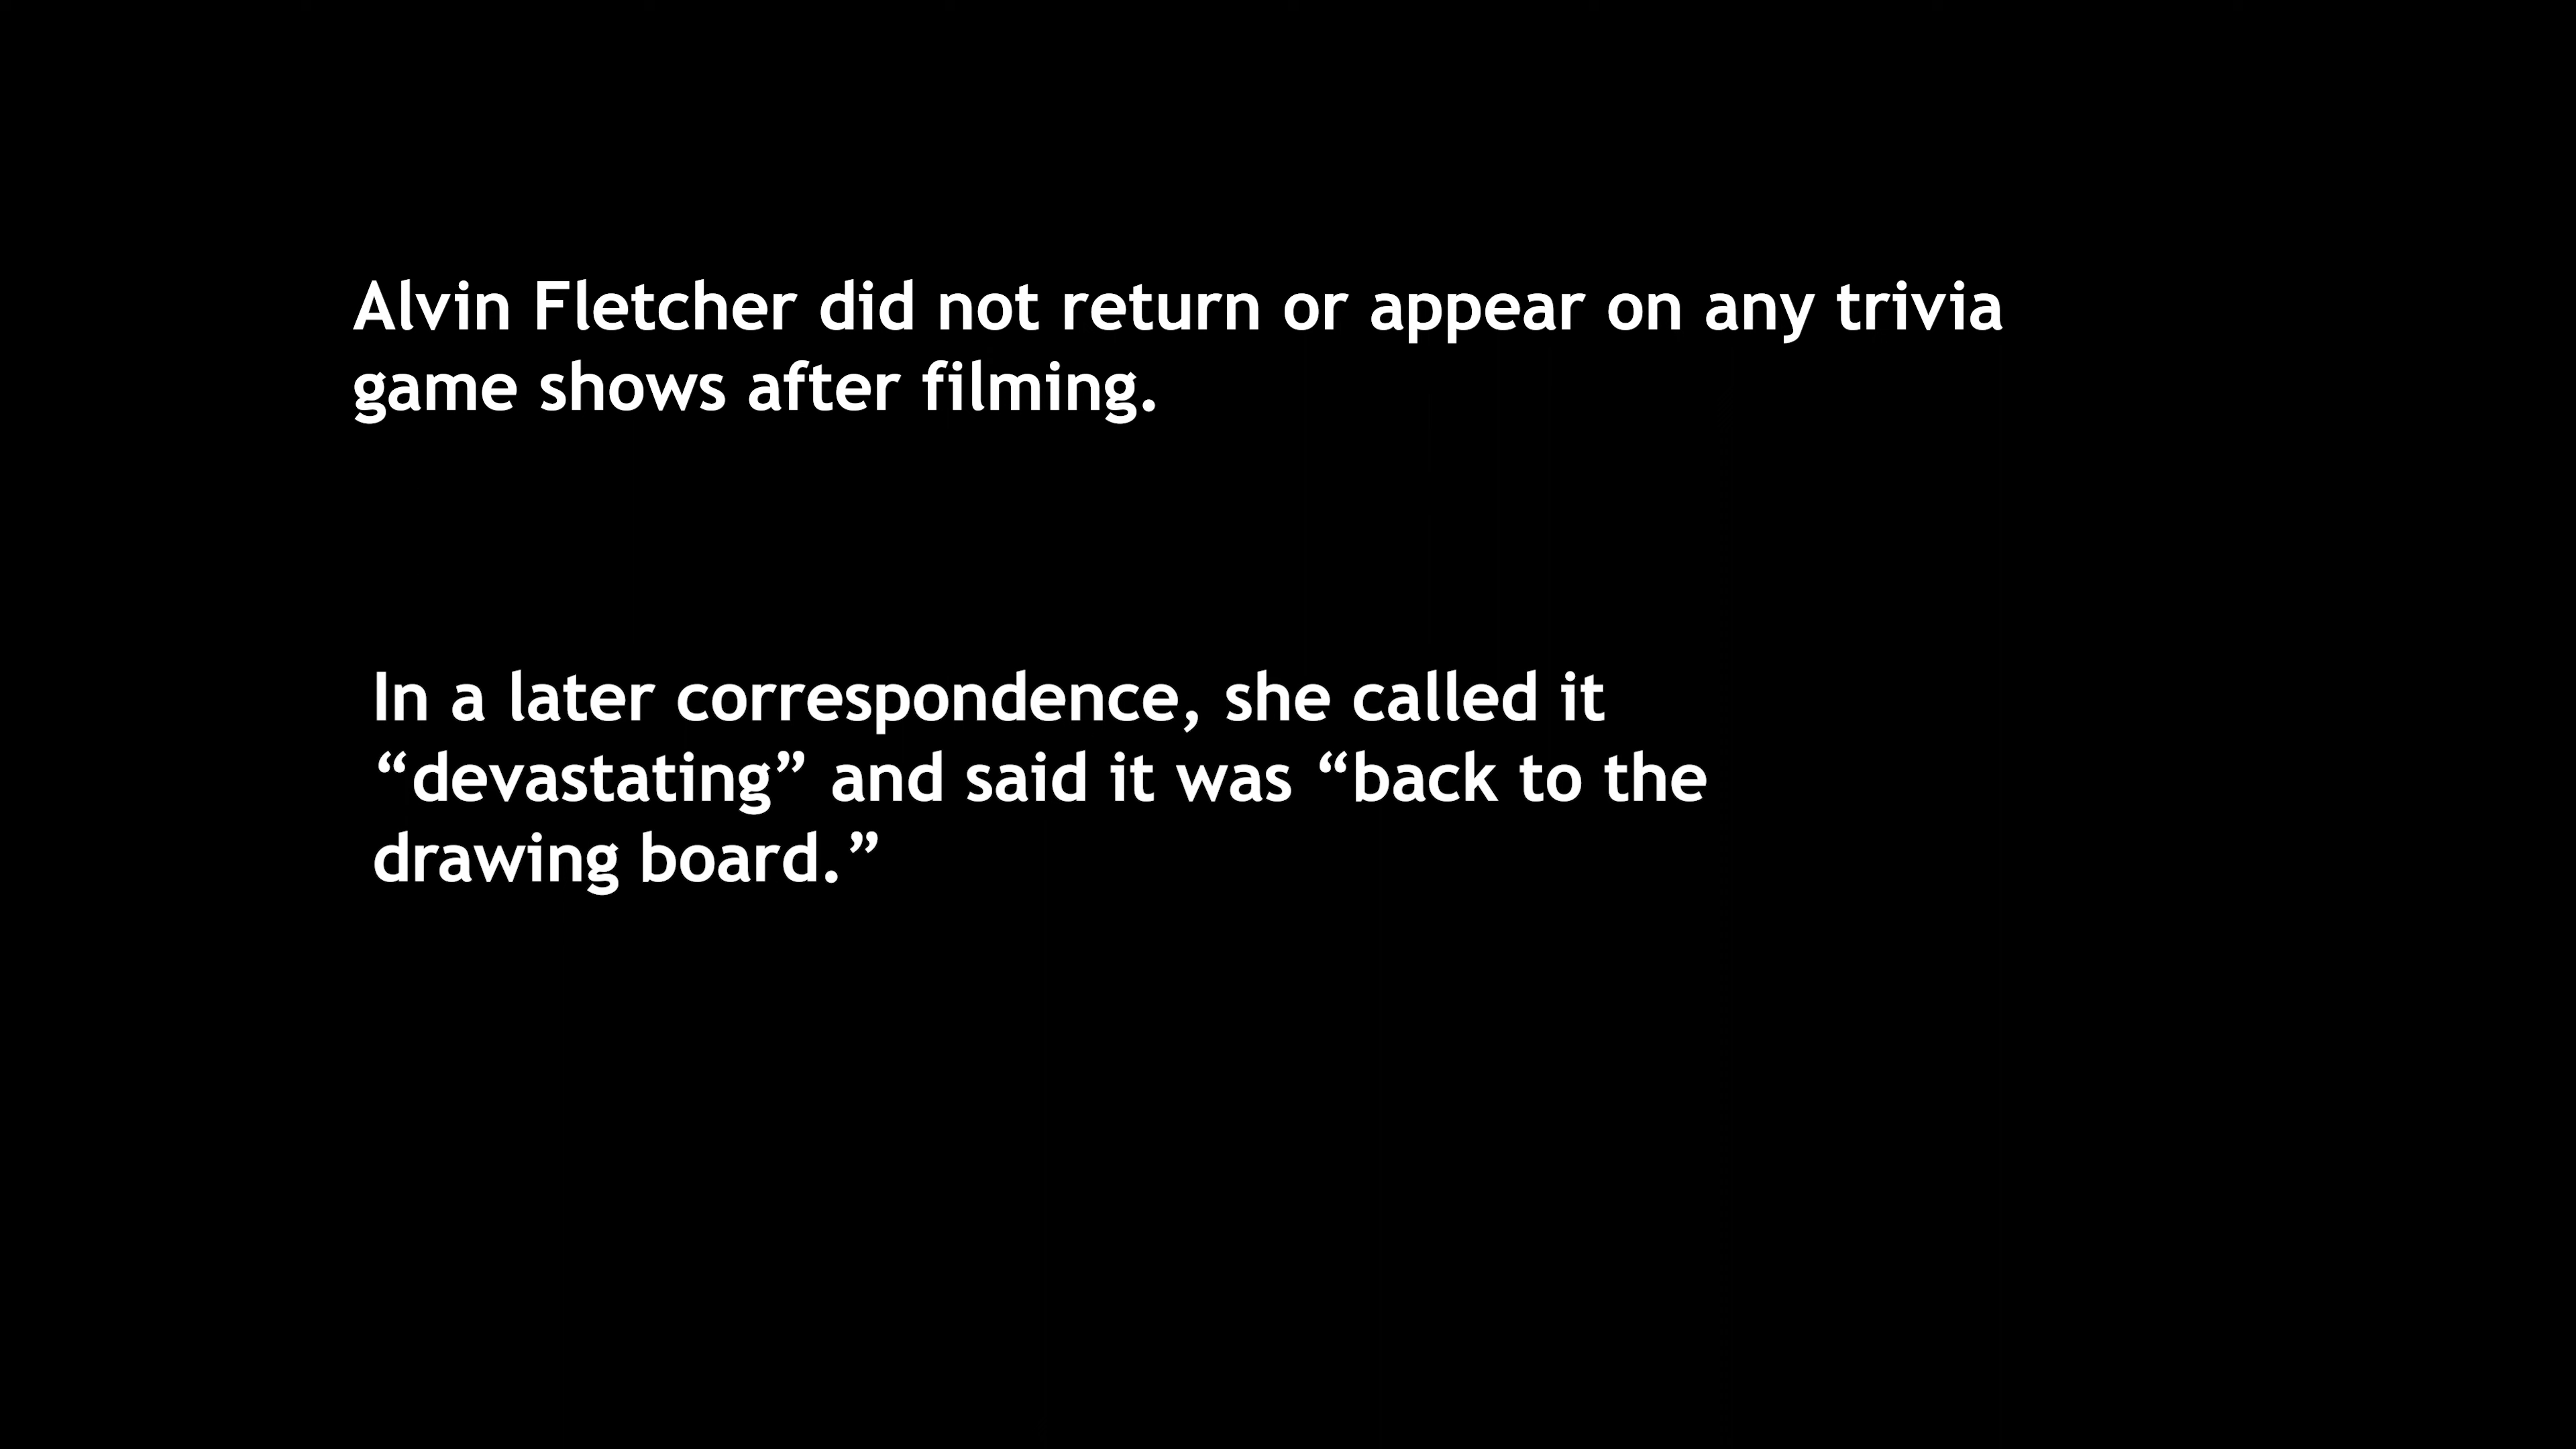 Alvin Fletcher did not return or appear on any trivia
game shows after filming.
In a later correspondence, she called it
“devastating” and said it was “back to the
drawing board.”